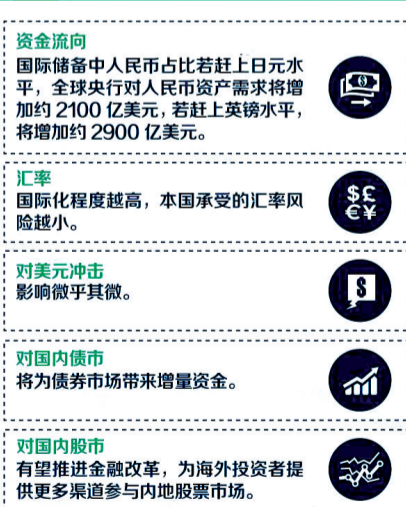 资金流向
国际储备中人民币占比若赶上日元水
平，全球央行对人民币资产需求将增
加约 2100 亿美元，若赶上英镑水平，
将增加约 2900 亿美元。
$
汇率
国际化程度越高，本国承受的汇率风
险越小。
$£
€¥
对美元冲击
影响微乎其微。
$
对国内债市
将为债券市场带来增量资金。
对国内股市
有望推进金融改革，为海外投资者提
供更多渠道参与内地股票市场。